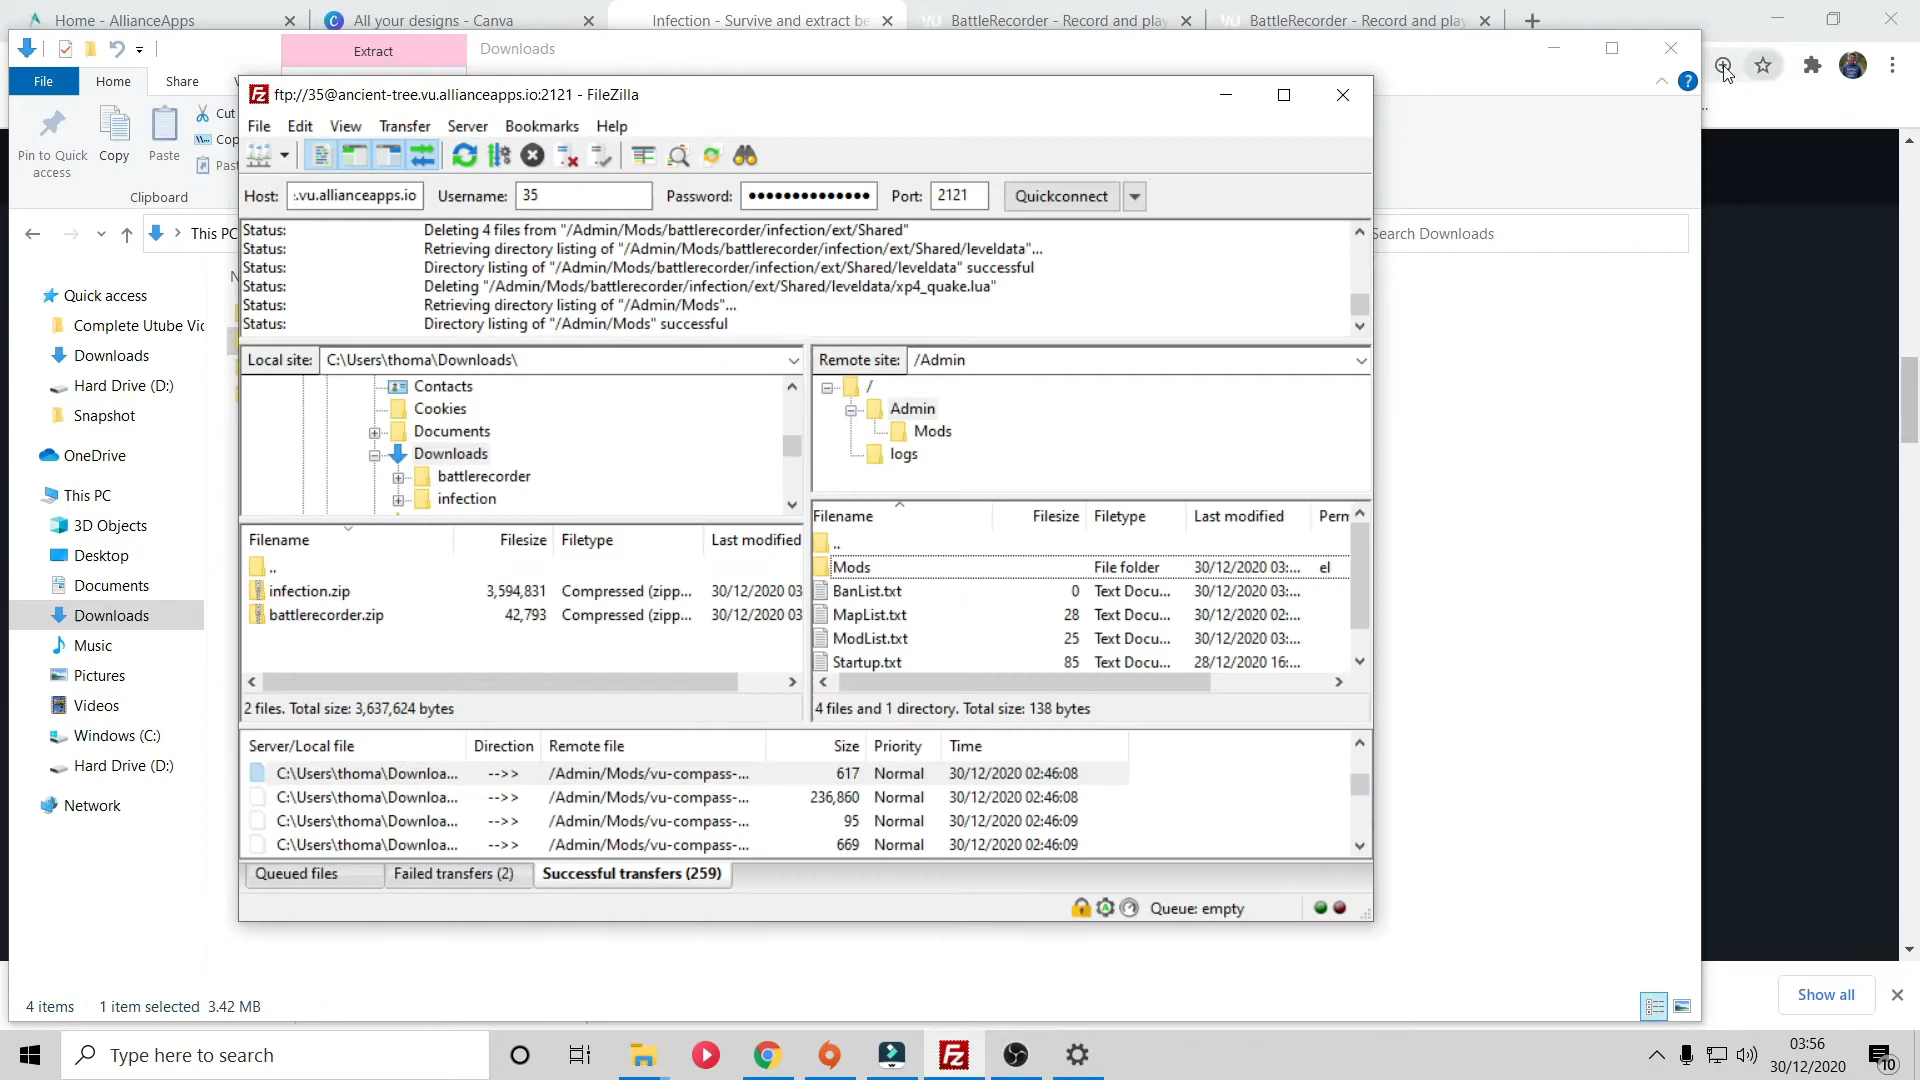 Home - AllianceApps
All your designs - Canva
Infection - Survive and extract be
BattleRecorder - Record and play
BattleRecorder - Record and play
Extract
Downloads
File
Home
Share
ftp://35@ancient-tree.vu.allianceapps.io:2121 - FileZilla
Pin to Quick access
Copy
Paste
Cut
Clipboard
File Edit View Transfer Server Bookmarks Help
Host: .vu.allianceapps.io Username: 35 Password: ●●●●●●●●●●●●●● Port: 2121 Quickconnect
Status: Deleting 4 files from "/Admin/Mods/battlerecorder/infection/ext/Shared"
Status: Retrieving directory listing of "/Admin/Mods/battlerecorder/infection/ext/Shared/leveldata"...
Status: Directory listing of "/Admin/Mods/battlerecorder/infection/ext/Shared/leveldata" successful
Status: Deleting "/Admin/Mods/battlerecorder/infection/ext/Shared/leveldata/xp4_quake.lua"
Status: Retrieving directory listing of "/Admin/Mods"...
Status: Directory listing of "/Admin/Mods" successful
This PC
Search Downloads
Quick access
Complete Utube Vic
Downloads
Hard Drive (D:)
Snapshot
OneDrive
This PC
3D Objects
Desktop
Documents
Downloads
Music
Pictures
Videos
Windows (C:)
Hard Drive (D:)
Network
Local site: C:\Users\thoma\Downloads\
Contacts
Cookies
Documents
Downloads
battlerecorder
infection
Remote site: /Admin
/
Admin
Mods
logs
Filename Filesize Filetype Last modified
..
infection.zip 3,594,831 Compressed (zipp... 30/12/2020 03
battlerecorder.zip 42,793 Compressed (zipp... 30/12/2020 03
2 files. Total size: 3,637,624 bytes
Filename Filesize Filetype Last modified Perm
..
Mods File folder 30/12/2020 03:... el
BanList.txt 0 Text Docu... 30/12/2020 03:...
MapList.txt 28 Text Docu... 30/12/2020 02:...
ModList.txt 25 Text Docu... 30/12/2020 03:...
Startup.txt 85 Text Docu... 28/12/2020 16:...
4 files and 1 directory. Total size: 138 bytes
Server/Local file Direction Remote file Size Priority Time
C:\Users\thoma\Downloa... -->> /Admin/Mods/vu-compass-... 617 Normal 30/12/2020 02:46:08
C:\Users\thoma\Downloa... -->> /Admin/Mods/vu-compass-... 236,860 Normal 30/12/2020 02:46:08
C:\Users\thoma\Downloa... -->> /Admin/Mods/vu-compass-... 95 Normal 30/12/2020 02:46:09
C:\Users\thoma\Downloa... -->> /Admin/Mods/vu-compass-... 669 Normal 30/12/2020 02:46:09
Queued files Failed transfers (2) Successful transfers (259)
Queue: empty
4 items 1 item selected 3.42 MB
Show all
Type here to search
03:56
30/12/2020
10